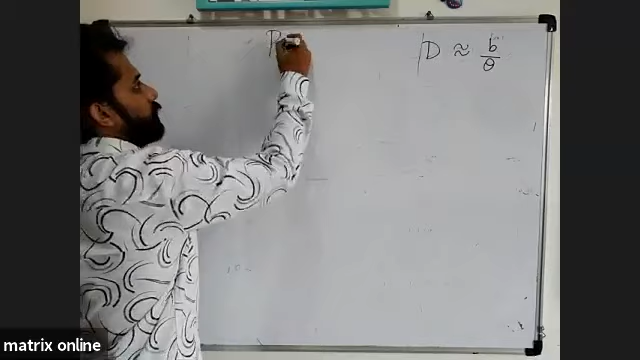 P
D ≈ b/θ
matrix online